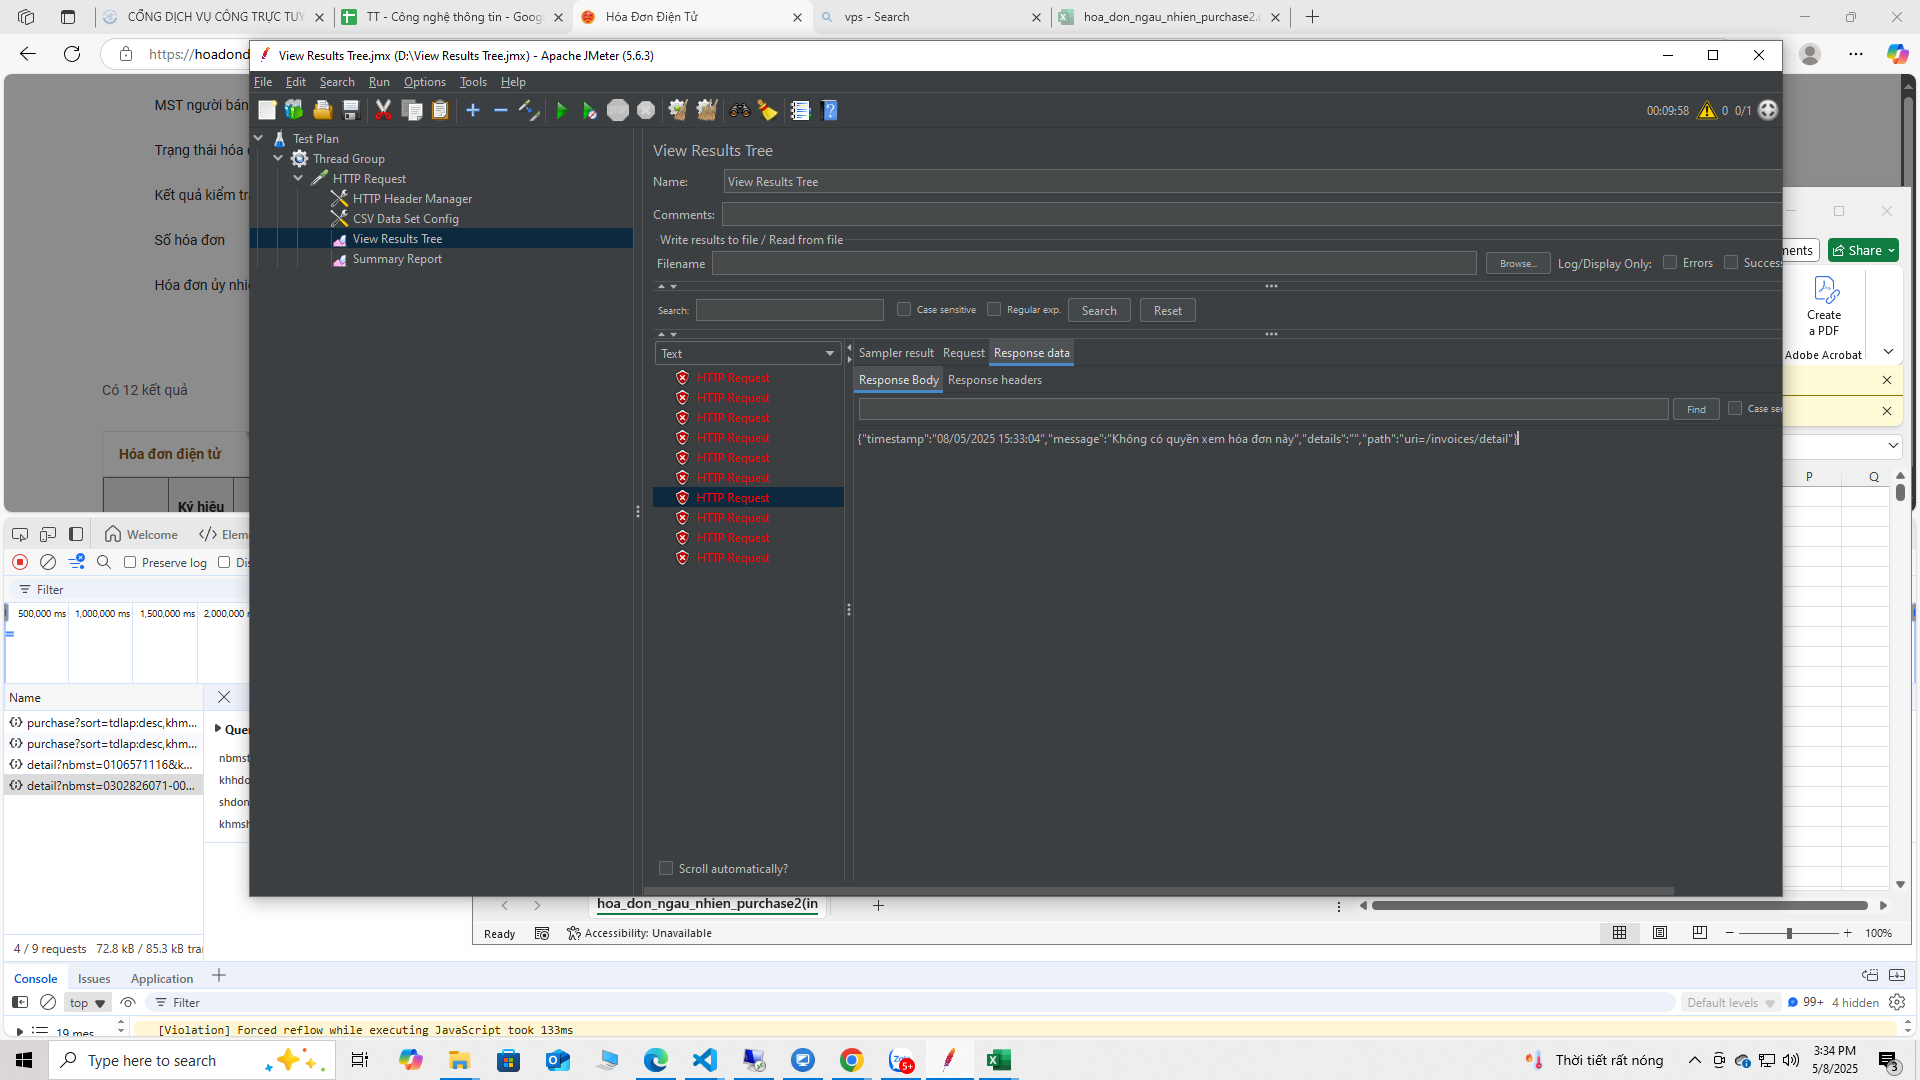 CỔNG DỊCH VỤ CÔNG TRỰC TUY
TT - Công nghệ thông tin - Goog
Hóa Đơn Điện Tử
vps - Search
hoa_don_ngau_nhien_purchase2.c
https://hoadond
View Results Tree.jmx (D:\View Results Tree.jmx) - Apache JMeter (5.6.3)
File Edit Search Run Options Tools Help
00:09:58 0 0/1
MST người bán
Trạng thái hóa
Kết quả kiểm tra
Số hóa đơn
Hóa đơn ủy nhiệ
Có 12 kết quả
Hóa đơn điện tử
Ký hiệu
Test Plan
Thread Group
HTTP Request
HTTP Header Manager
CSV Data Set Config
View Results Tree
Summary Report
View Results Tree
Name: View Results Tree
Comments:
Write results to file / Read from file
Filename Browse... Log/Display Only: Errors Success
Search: Case sensitive Regular exp. Search Reset
Text
HTTP Request
HTTP Request
HTTP Request
HTTP Request
HTTP Request
HTTP Request
HTTP Request
HTTP Request
HTTP Request
HTTP Request
Scroll automatically?
Sampler result Request Response data
Response Body Response headers
Find Case sen
{"timestamp":"08/05/2025 15:33:04","message":"Không có quyền xem hóa đơn này","details":"","path":"uri=/invoices/detail"}
ments Share
Create
a PDF
Adobe Acrobat
P Q
Welcome Eleme
Preserve log Dis
Filter
500,000 ms 1,000,000 ms 1,500,000 ms 2,000,000 m
Name
purchase?sort=tdlap:desc,khm...
purchase?sort=tdlap:desc,khm...
detail?nbmst=0106571116&k...
detail?nbmst=0302826071-00...
Quer
nbmst
khhdo
shdon
khmsh
4 / 9 requests 72.8 kB / 85.3 kB tran
hoa_don_ngau_nhien_purchase2(in
Ready Accessibility: Unavailable 100%
Console Issues Application
top Filter Default levels 99+ 4 hidden
19 mes
[Violation] Forced reflow while executing JavaScript took 133ms
Type here to search
Zalo
5+
Thời tiết rất nóng
3:34 PM
5/8/2025
3